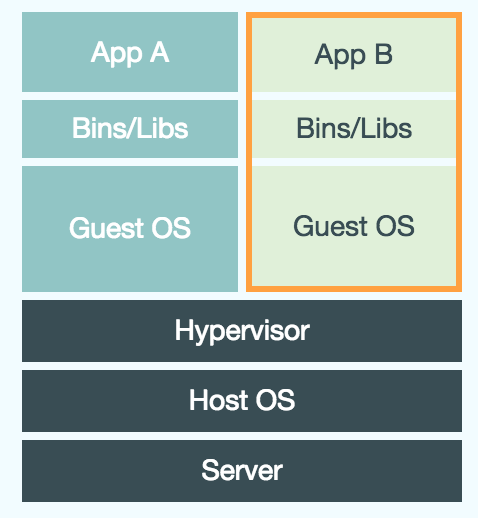 App A
App B
Bins/Libs
Bins/Libs
Guest OS
Guest OS
Hypervisor
Host OS
Server